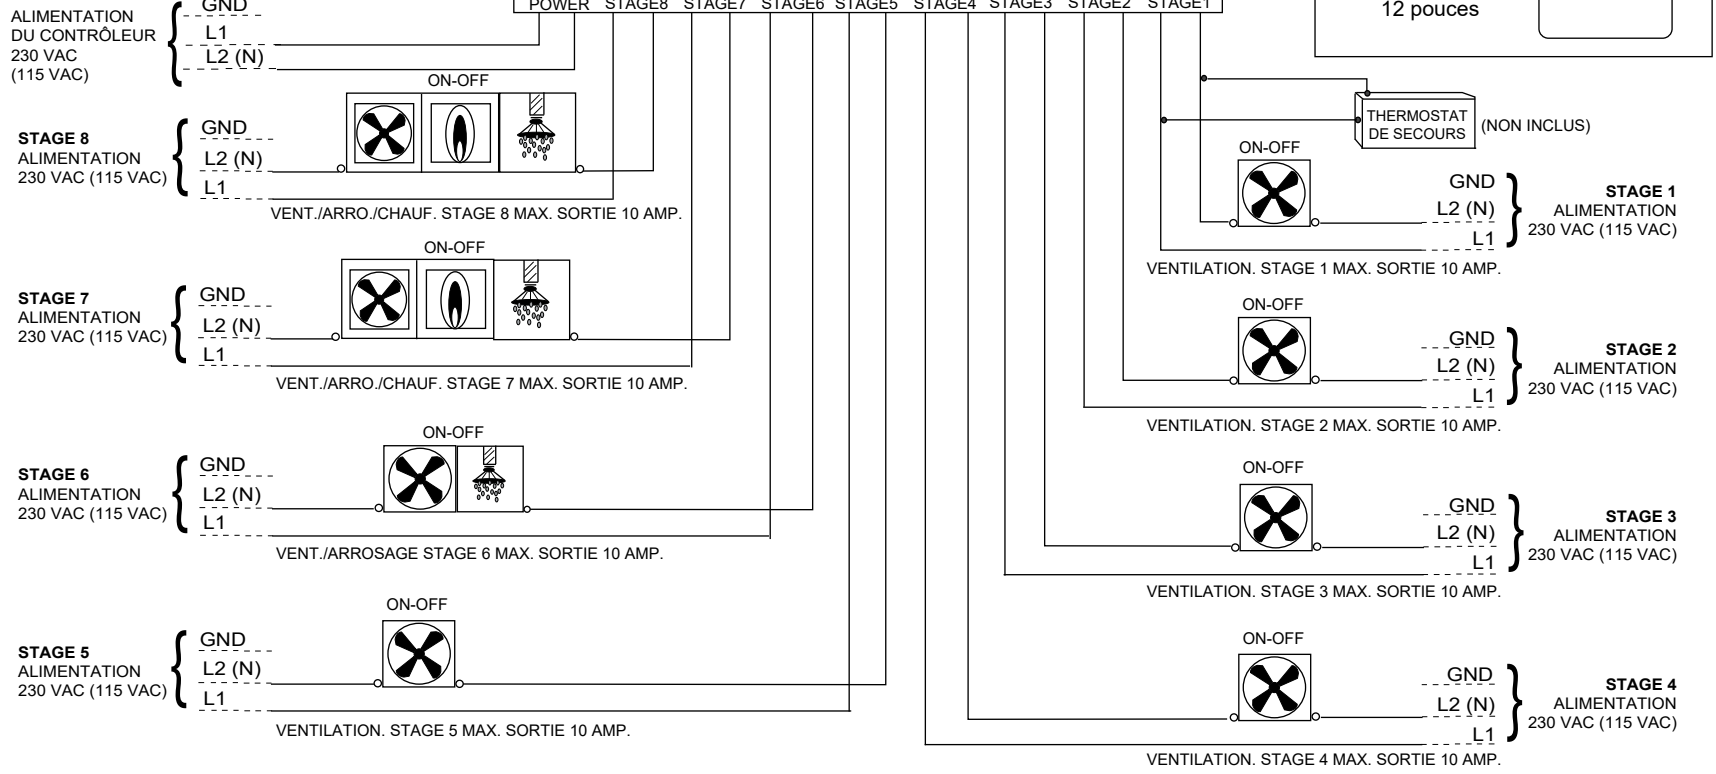 GND
ALIMENTATION
DU CONTRÔLEUR
230 VAC
(115 VAC)
L1
L2 (N)
POWER STAGE8 STAGE7 STAGE6 STAGE5 STAGE4 STAGE3 STAGE2 STAGE1
12 pouces
ON-OFF
STAGE 8
ALIMENTATION
230 VAC (115 VAC)
GND
L2 (N)
L1
VENT./ARRO./CHAUF. STAGE 8 MAX. SORTIE 10 AMP.
ON-OFF
STAGE 7
ALIMENTATION
230 VAC (115 VAC)
GND
L2 (N)
L1
VENT./ARRO./CHAUF. STAGE 7 MAX. SORTIE 10 AMP.
ON-OFF
STAGE 6
ALIMENTATION
230 VAC (115 VAC)
GND
L2 (N)
L1
VENT./ARROSAGE STAGE 6 MAX. SORTIE 10 AMP.
ON-OFF
STAGE 5
ALIMENTATION
230 VAC (115 VAC)
GND
L2 (N)
L1
VENTILATION. STAGE 5 MAX. SORTIE 10 AMP.
THERMOSTAT
DE SECOURS
(NON INCLUS)
ON-OFF
GND
L2 (N)
L1
STAGE 1
ALIMENTATION
230 VAC (115 VAC)
VENTILATION. STAGE 1 MAX. SORTIE 10 AMP.
ON-OFF
GND
L2 (N)
L1
STAGE 2
ALIMENTATION
230 VAC (115 VAC)
VENTILATION. STAGE 2 MAX. SORTIE 10 AMP.
ON-OFF
GND
L2 (N)
L1
STAGE 3
ALIMENTATION
230 VAC (115 VAC)
VENTILATION. STAGE 3 MAX. SORTIE 10 AMP.
ON-OFF
GND
L2 (N)
L1
STAGE 4
ALIMENTATION
230 VAC (115 VAC)
VENTILATION. STAGE 4 MAX. SORTIE 10 AMP.